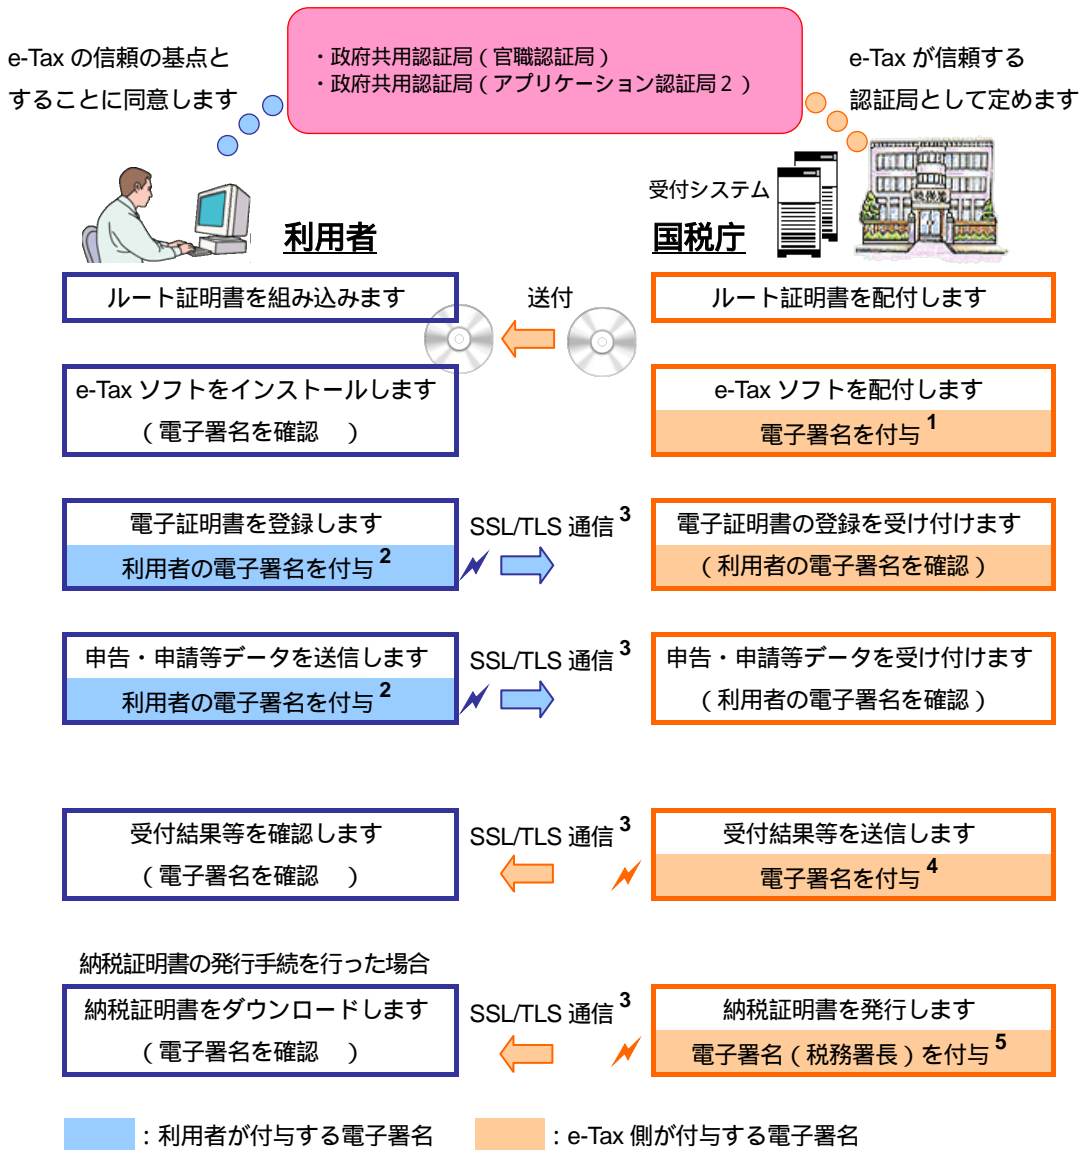 e-Tax の信頼の基点と
することに同意します
・政府共用認証局（官職認証局）
・政府共用認証局（アプリケーション認証局２）
e-Tax が信頼する
認証局として定めます
利用者
受付システム
国税庁
税務署
ルート証明書を組み込みます
送付
ルート証明書を配付します
e-Tax ソフトをインストールします
（電子署名を確認　）
e-Tax ソフトを配付します
電子署名を付与 1
電子証明書を登録します
利用者の電子署名を付与 2
SSL/TLS 通信 3
電子証明書の登録を受け付けます
（利用者の電子署名を確認）
申告・申請等データを送信します
利用者の電子署名を付与 2
SSL/TLS 通信 3
申告・申請等データを受け付けます
（利用者の電子署名を確認）
受付結果等を確認します
（電子署名を確認　）
SSL/TLS 通信 3
受付結果等を送信します
電子署名を付与 4
納税証明書の発行手続を行った場合
納税証明書をダウンロードします
（電子署名を確認　）
SSL/TLS 通信 3
納税証明書を発行します
電子署名（税務署長）を付与 5
：利用者が付与する電子署名
：e-Tax 側が付与する電子署名